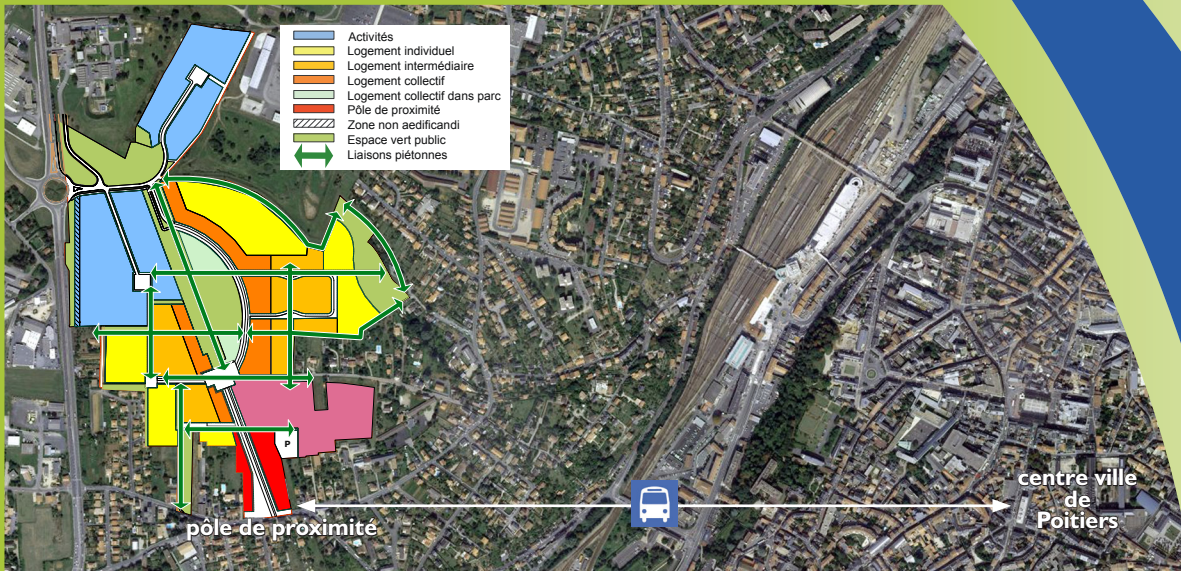 Activités
Logement individuel
Logement intermédiaire
Logement collectif
Logement collectif dans parc
Pôle de proximité
Zone non aedificandi
Espace vert public
Liaisons piétonnes
P
pôle de proximité
centre ville
de
Poitiers